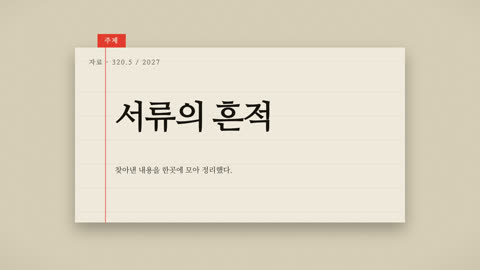 주제
자료 · 320.5 / 2027
서류의 흔적
찾아낸 내용을 한곳에 모아 정리했다.